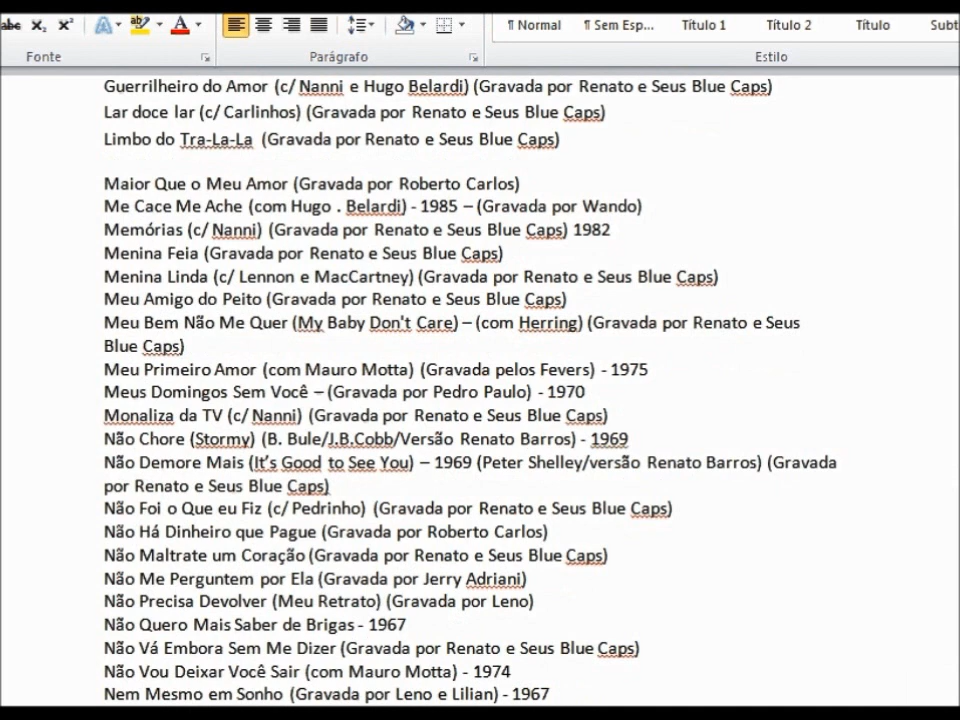 abc X₂ X² A ab A
¶ Normal ¶ Sem Esp... Título 1 Título 2 Título Subt
Fonte Parágrafo Estilo
Guerrilheiro do Amor (c/ Nanni e Hugo Belardi) (Gravada por Renato e Seus Blue Caps)
Lar doce lar (c/ Carlinhos) (Gravada por Renato e Seus Blue Caps)
Limbo do Tra-La-La (Gravada por Renato e Seus Blue Caps)
Maior Que o Meu Amor (Gravada por Roberto Carlos)
Me Cace Me Ache (com Hugo . Belardi) - 1985 – (Gravada por Wando)
Memórias (c/ Nanni) (Gravada por Renato e Seus Blue Caps) 1982
Menina Feia (Gravada por Renato e Seus Blue Caps)
Menina Linda (c/ Lennon e MacCartney) (Gravada por Renato e Seus Blue Caps)
Meu Amigo do Peito (Gravada por Renato e Seus Blue Caps)
Meu Bem Não Me Quer (My Baby Don't Care) – (com Herring) (Gravada por Renato e Seus
Blue Caps)
Meu Primeiro Amor (com Mauro Motta) (Gravada pelos Fevers) - 1975
Meus Domingos Sem Você – (Gravada por Pedro Paulo) - 1970
Monaliza da TV (c/ Nanni) (Gravada por Renato e Seus Blue Caps)
Não Chore (Stormy) (B. Bule/J.B.Cobb/Versão Renato Barros) - 1969
Não Demore Mais (It’s Good to See You) – 1969 (Peter Shelley/versão Renato Barros) (Gravada
por Renato e Seus Blue Caps)
Não Foi o Que eu Fiz (c/ Pedrinho) (Gravada por Renato e Seus Blue Caps)
Não Há Dinheiro que Pague (Gravada por Roberto Carlos)
Não Maltrate um Coração (Gravada por Renato e Seus Blue Caps)
Não Me Perguntem por Ela (Gravada por Jerry Adriani)
Não Precisa Devolver (Meu Retrato) (Gravada por Leno)
Não Quero Mais Saber de Brigas - 1967
Não Vá Embora Sem Me Dizer (Gravada por Renato e Seus Blue Caps)
Não Vou Deixar Você Sair (com Mauro Motta) - 1974
Nem Mesmo em Sonho (Gravada por Leno e Lilian) - 1967